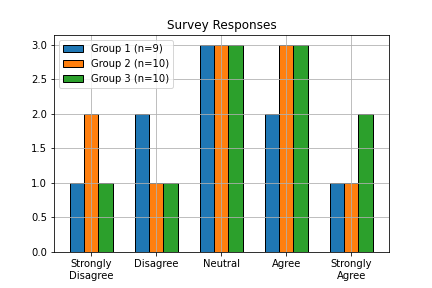 Survey Responses
3.0
2.5
2.0
1.5
1.0
0.5
0.0
Group 1 (n=9)
Group 2 (n=10)
Group 3 (n=10)
Strongly
Disagree
Disagree
Neutral
Agree
Strongly
Agree